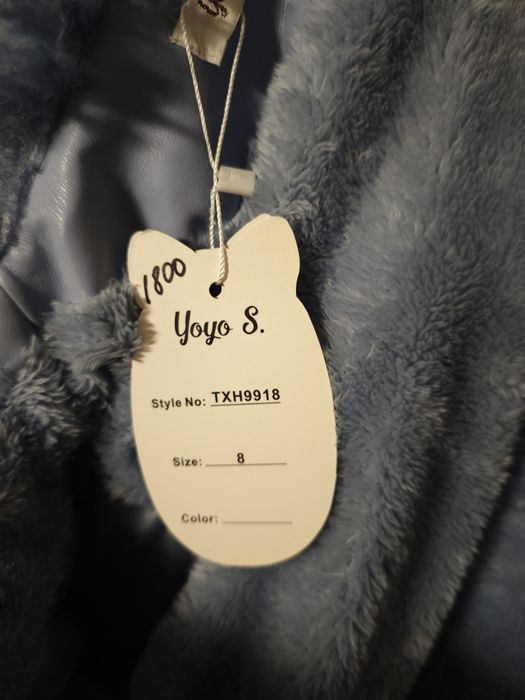 1800
Yoyo S.
Style No: TXH9918
Size: 8
Color: